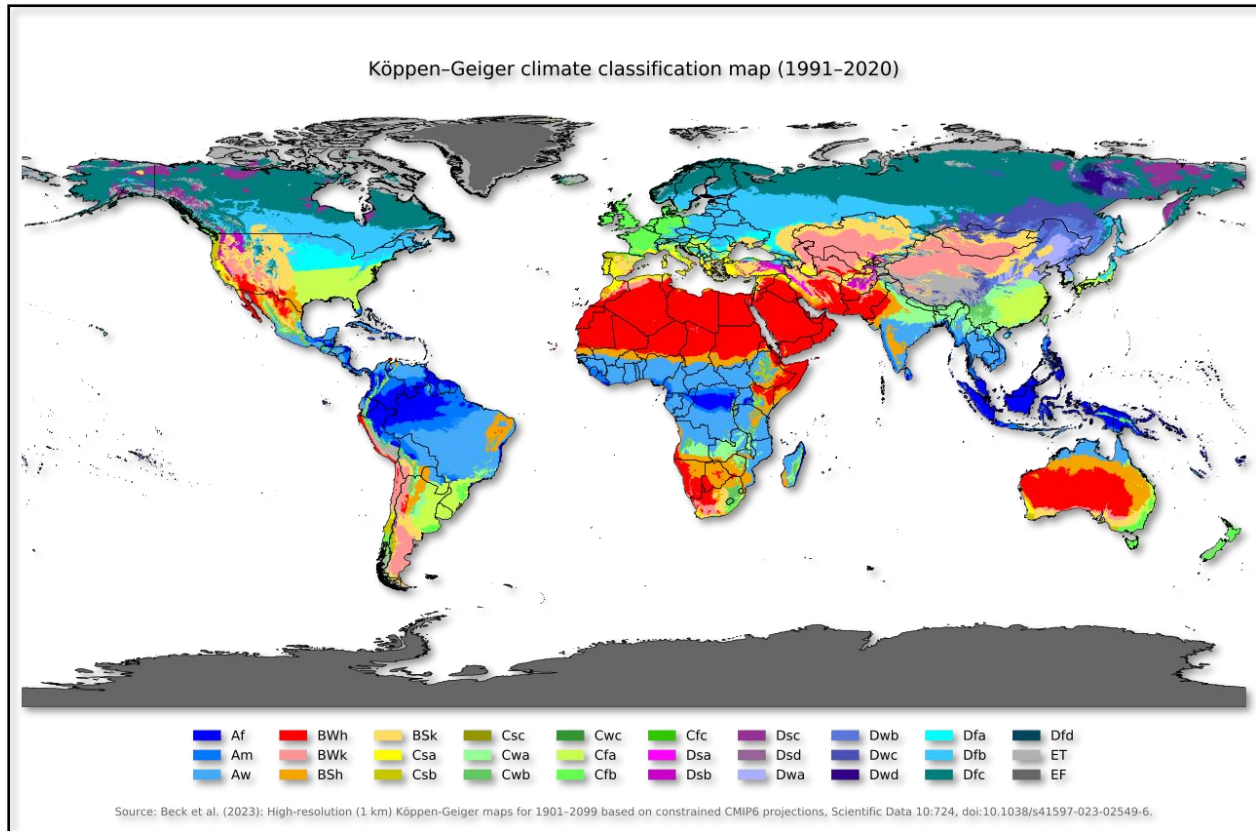 Köppen–Geiger climate classification map (1991–2020)
Af BWh BSk Csc Cwc Cfc Dsc Dwb Dfa Dfd
Am BWk Csa Cwa Cfa Dsa Dsd Dwc Dfb ET
Aw BSh Csb Cwb Cfb Dsb Dwa Dwd Dfc EF
Source: Beck et al. (2023): High-resolution (1 km) Köppen-Geiger maps for 1901–2099 based on constrained CMIP6 projections, Scientific Data 10:724, doi:10.1038/s41597-023-02549-6.